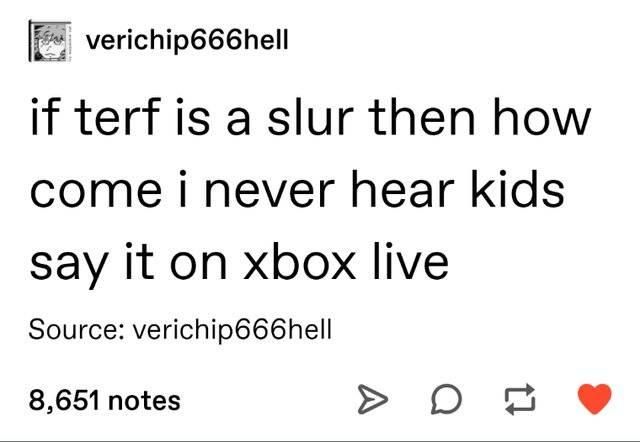 verichip666hell
if terf is a slur then how
come i never hear kids
say it on xbox live
Source: verichip666hell
8,651 notes